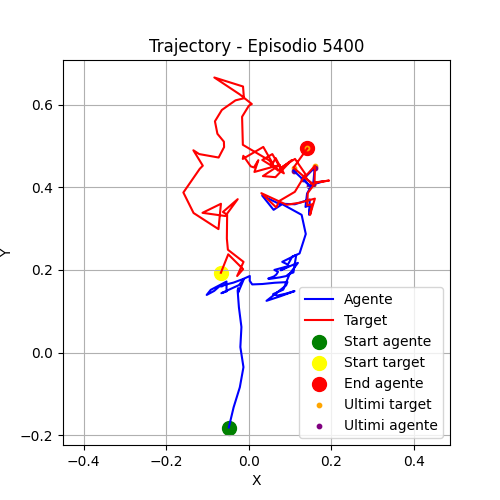 Trajectory - Episodio 5400
0.6
0.4
0.2
0.0
−0.2
Y
−0.4
−0.2
0.0
0.2
0.4
X
Agente
Target
Start agente
Start target
End agente
Ultimi target
Ultimi agente